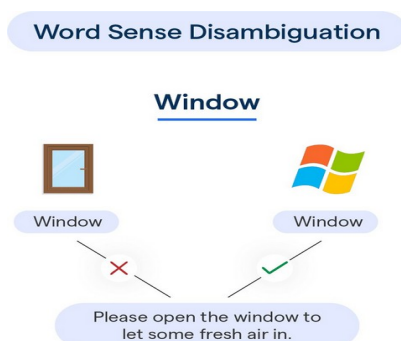 Word Sense Disambiguation
Window
Window
Window
Please open the window to
let some fresh air in.